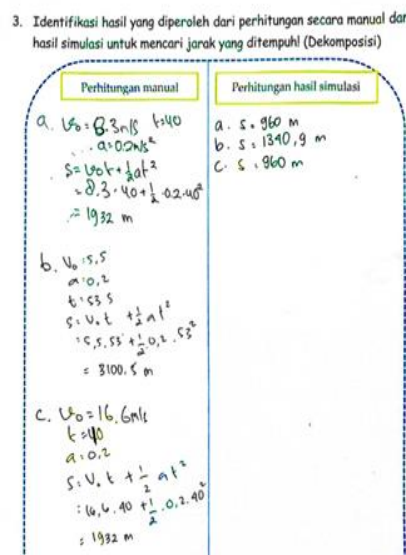 3. Identifikasi hasil yang diperoleh dari perhitungan secara manual dan
hasil simulasi untuk mencari jarak yang ditempuh! (Dekomposisi)
Perhitungan manual
a. V₀ = 8.3m/s t=40
a=0.2m/s²
S= V₀t + ½at²
= 8.3 . 40 + ½ . 0.2.40²
= 1932 m
b. V₀ : 5,5
a : 0,2
t : 53 s
S : V₀ t + ½ a t²
: 5,5 . 53 + ½ . 0,2 . 53²
= 3100.5 m
c. V₀ = 16.6m/s
t =40
a : 0.2
S : V₀ t + ½ a t²
: 16,6 . 40 + ½ . 0,2 . 40²
: 1932 m
Perhitungan hasil simulasi
a. S = 960 m
b. S : 1340,9 m
c. S : 960 m